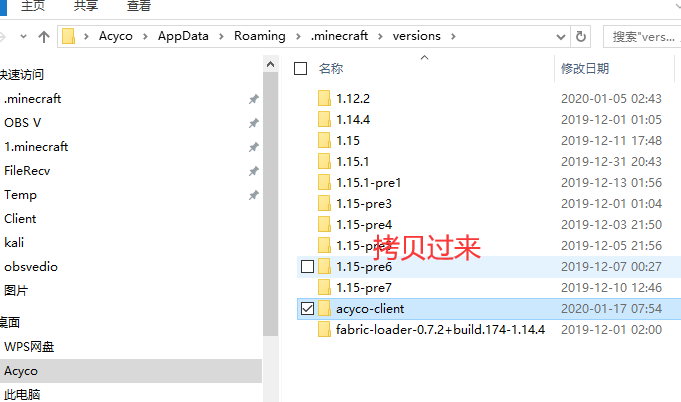 主页 共享 查看
Acyco > AppData > Roaming > .minecraft > versions >
搜索"vers...
快速访问
.minecraft
OBS V
1.minecraft
FileRecv
Temp
Client
kali
obsvedio
图片
桌面
WPS网盘
Acyco
此电脑
名称 修改日期
1.12.2 2020-01-05 02:43
1.14.4 2019-12-01 01:05
1.15 2019-12-11 17:48
1.15.1 2019-12-31 20:43
1.15.1-pre1 2019-12-13 01:56
1.15-pre3 2019-12-01 01:04
1.15-pre4 2019-12-03 21:50
1.15-pre5 2019-12-05 21:56
拷贝过来
1.15-pre6 2019-12-07 00:27
1.15-pre7 2019-12-10 12:46
acyco-client 2020-01-17 07:54
fabric-loader-0.7.2+build.174-1.14.4 2019-12-01 02:00